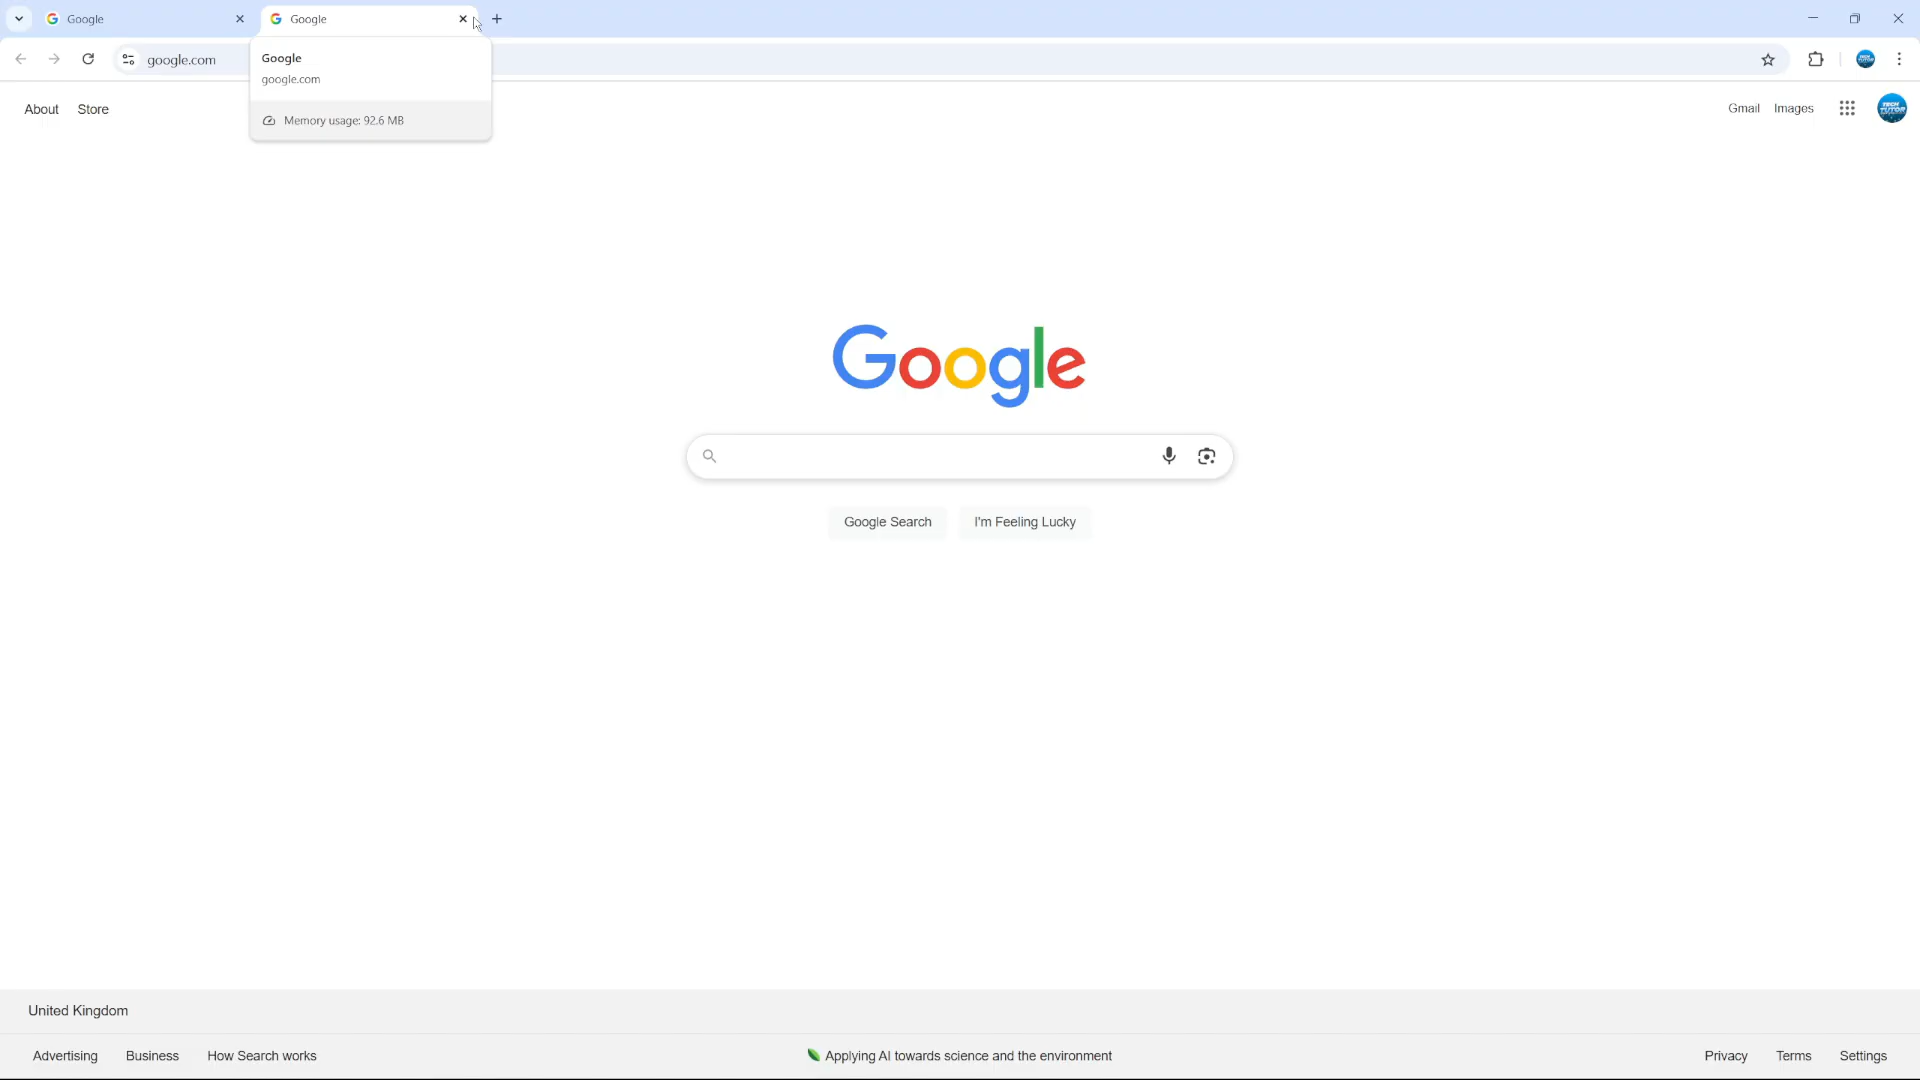 Google
Google
google.com
Google
google.com
Memory usage: 92.6 MB
About
Store
Gmail
Images
TECH
TUTOR
Google
Google Search
I'm Feeling Lucky
United Kingdom
Advertising
Business
How Search works
Applying AI towards science and the environment
Privacy
Terms
Settings